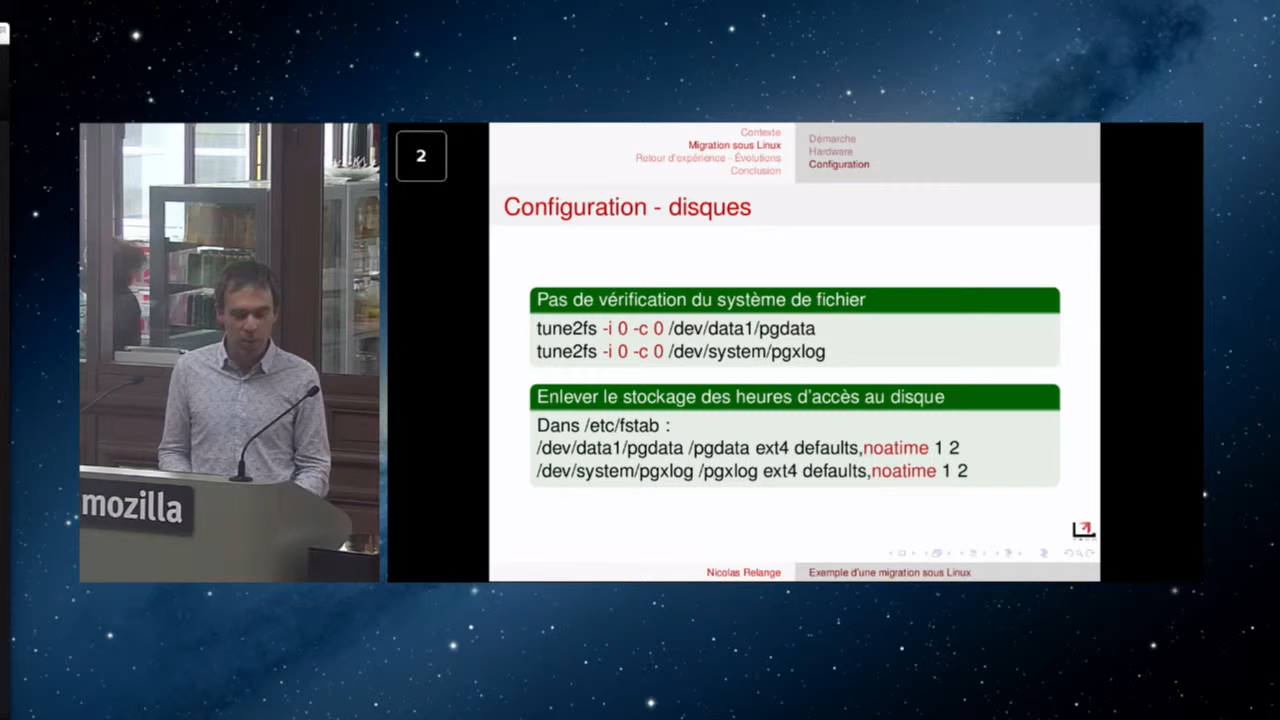 mozilla
2
Contexte
Migration sous Linux
Retour d'expérience - Évolutions
Conclusion
Démarche
Hardware
Configuration
Configuration - disques
Pas de vérification du système de fichier
tune2fs -i 0 -c 0 /dev/data1/pgdata
tune2fs -i 0 -c 0 /dev/system/pgxlog
Enlever le stockage des heures d'accès au disque
Dans /etc/fstab :
/dev/data1/pgdata /pgdata ext4 defaults,noatime 1 2
/dev/system/pgxlog /pgxlog ext4 defaults,noatime 1 2
Nicolas Relange
Exemple d'une migration sous Linux